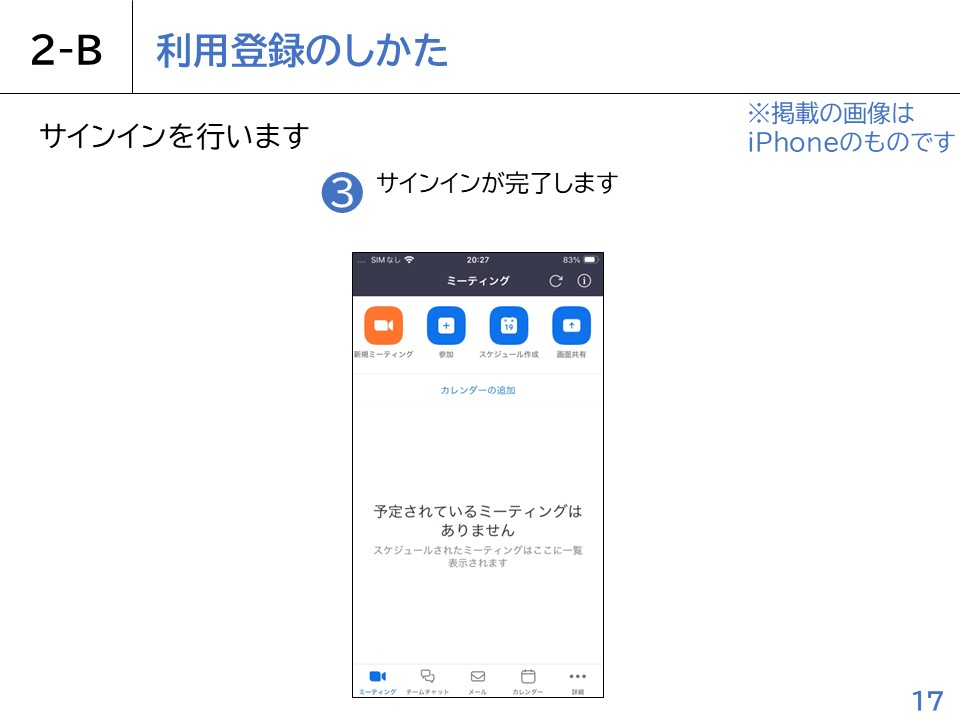 2-B
利用登録のしかた
※掲載の画像は
iPhoneのものです
サインインを行います
3
サインインが完了します
SIMなし
20:27
83%
ミーティング
19
新規ミーティング
参加
スケジュール作成
画面共有
カレンダーの追加
予定されているミーティングは
ありません
スケジュールされたミーティングはここに一覧
表示されます
ミーティング
チームチャット
メール
カレンダー
詳細
17